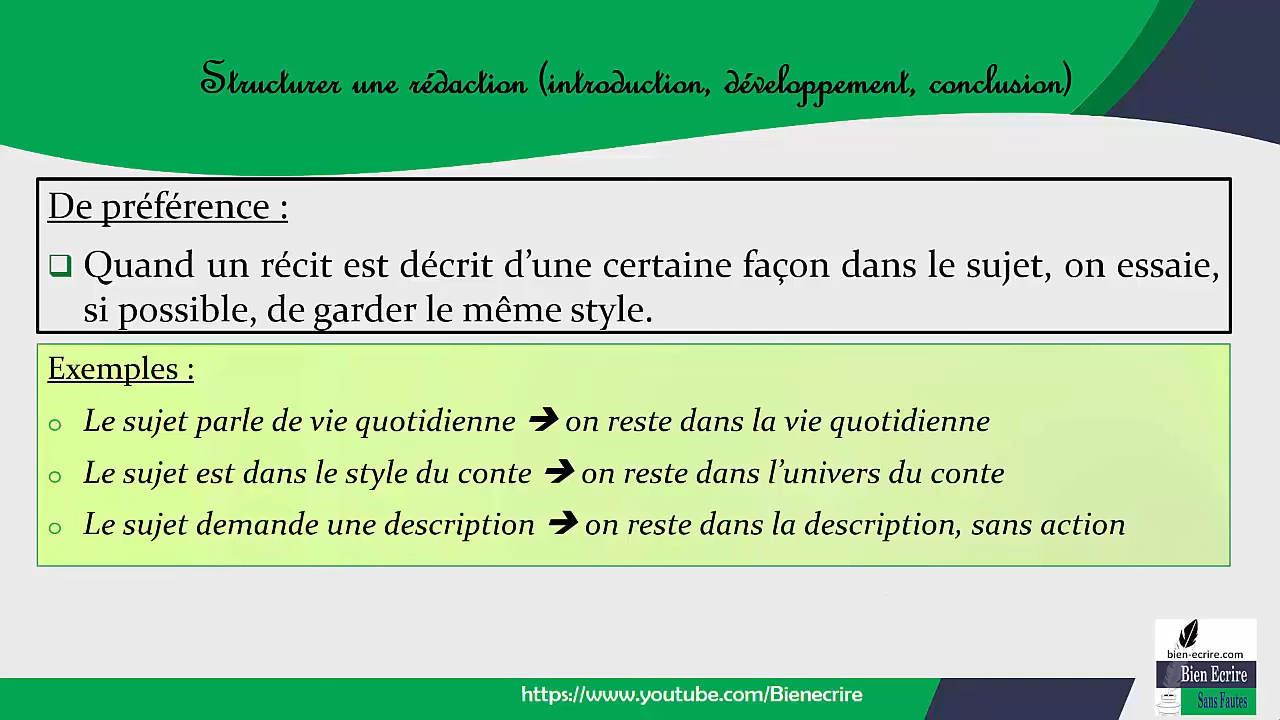 Structurer une rédaction (introduction, développement, conclusion)
De préférence :
Quand un récit est décrit d’une certaine façon dans le sujet, on essaie,
si possible, de garder le même style.
Exemples :
Le sujet parle de vie quotidienne ➔ on reste dans la vie quotidienne
Le sujet est dans le style du conte ➔ on reste dans l’univers du conte
Le sujet demande une description ➔ on reste dans la description, sans action
bien-ecrire.com
Bien Ecrire
Sans Fautes
https://www.youtube.com/Bienecrire